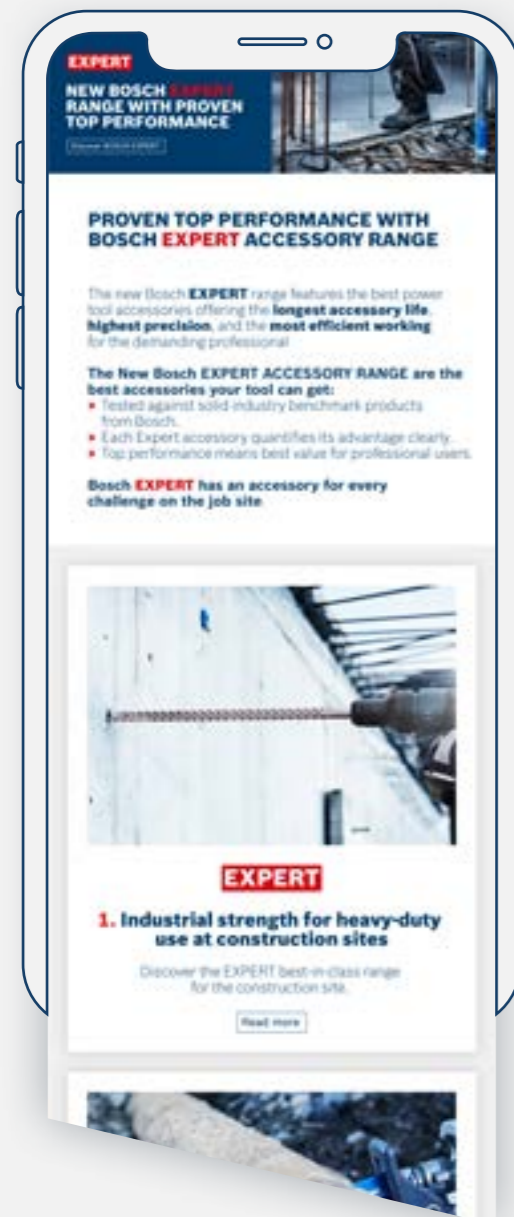 EXPERT
NEW BOSCH EXPERT
RANGE WITH PROVEN
TOP PERFORMANCE
Discover BOSCH EXPERT
PROVEN TOP PERFORMANCE WITH
BOSCH EXPERT ACCESSORY RANGE
The new Bosch EXPERT range features the best power
tool accessories offering the longest accessory life,
highest precision, and the most efficient working
for the demanding professional
The New Bosch EXPERT ACCESSORY RANGE are the
best accessories your tool can get:
Tested against solid industry benchmark products
from Bosch.
Each Expert accessory quantifies its advantage clearly.
Top performance means best value for professional users.
Bosch EXPERT has an accessory for every
challenge on the job site
EXPERT
1. Industrial strength for heavy-duty
use at construction sites
Discover the EXPERT best-in-class range
for the construction site.
Read more